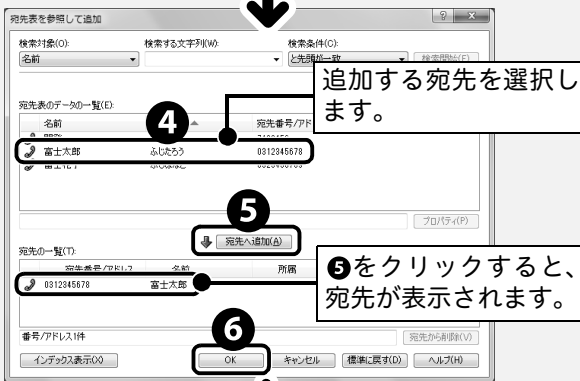 宛先表を参照して追加
検索対象(O):
検索する文字列(W):
検索条件(C):
名前
と先頭が一致
検索開始(F)
追加する宛先を選択し
ます。
宛先表のデータの一覧(E):
名前
宛先番号/アド
4
富士太郎 ふじたろう 0312345678
プロパティ(P)
5
宛先へ追加(A)
宛先の一覧(T):
宛先番号/アドレス 名前 所属
0312345678 富士太郎
❺をクリックすると、
宛先が表示されます。
6
番号/アドレス1件
宛先から削除(V)
インデックス表示(X) OK キャンセル 標準に戻す(D) ヘルプ(H)